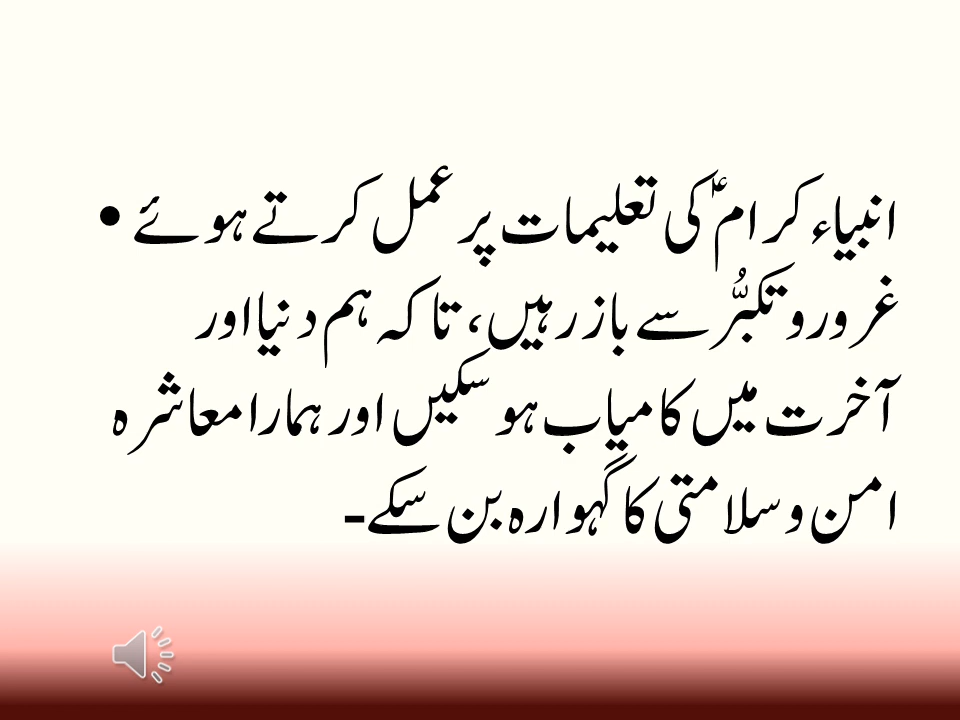 انبیاء کرامؑ کی تعلیمات پر عمل کرتے ہوئے •
غرور و تکبُّر سے باز رہیں، تاکہ ہم دنیا اور
آخرت میں کامیاب ہو سکیں اور ہمارا معاشرہ
امن و سلامتی کا گہوارہ بن سکے-